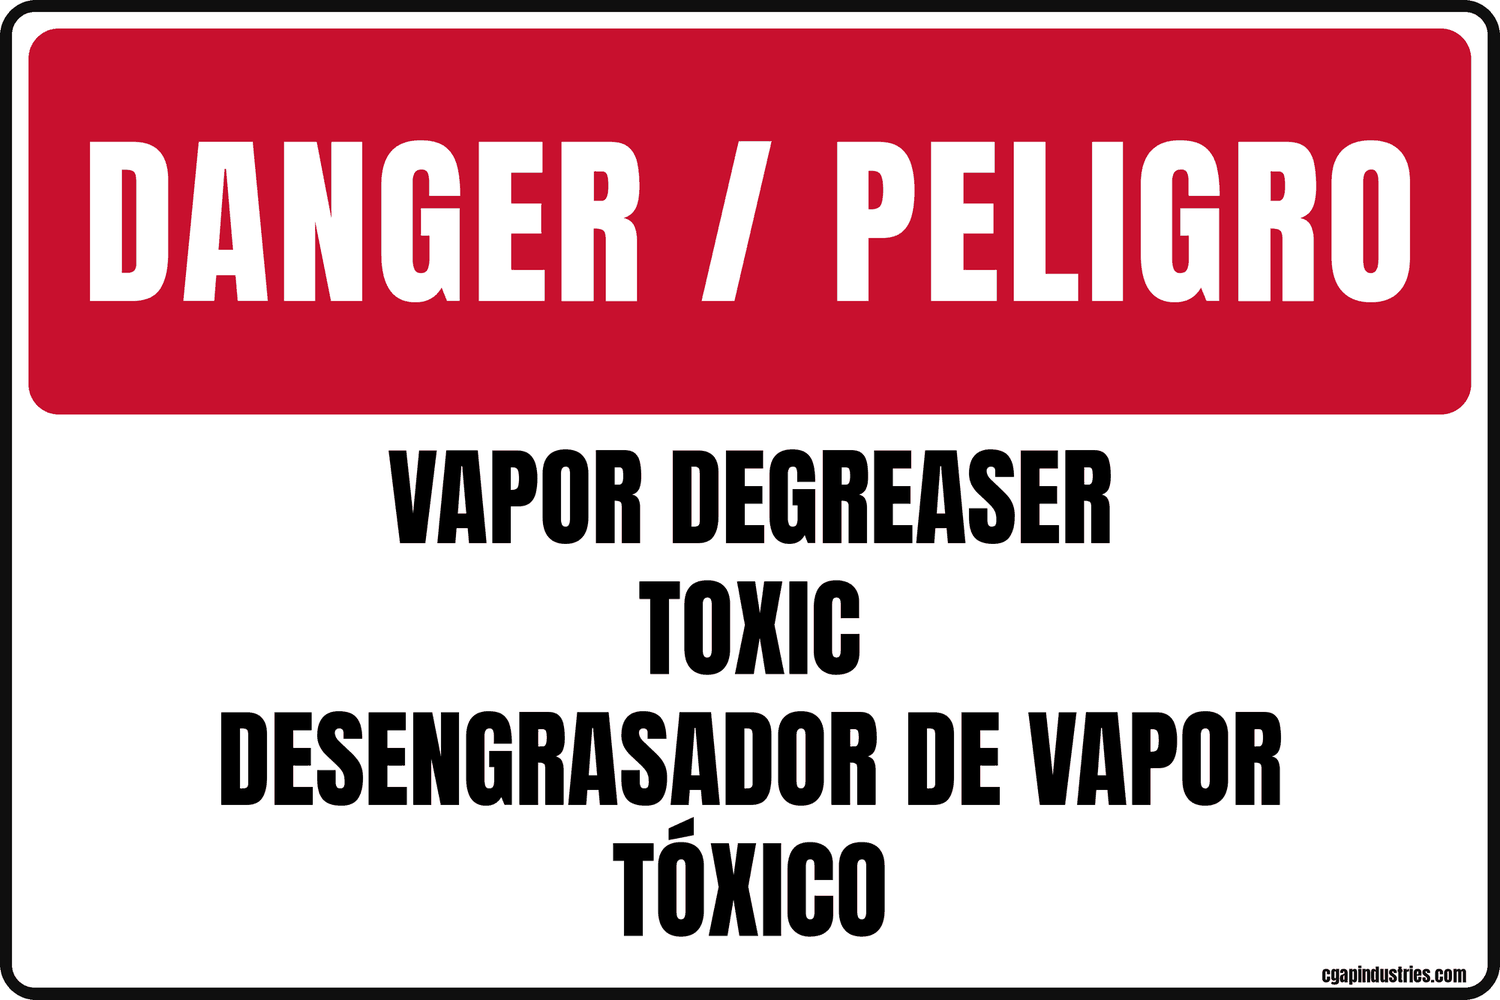 DANGER / PELIGRO
VAPOR DEGREASER
TOXIC
DESENGRASADOR DE VAPOR
TÓXICO
cgapindustries.com